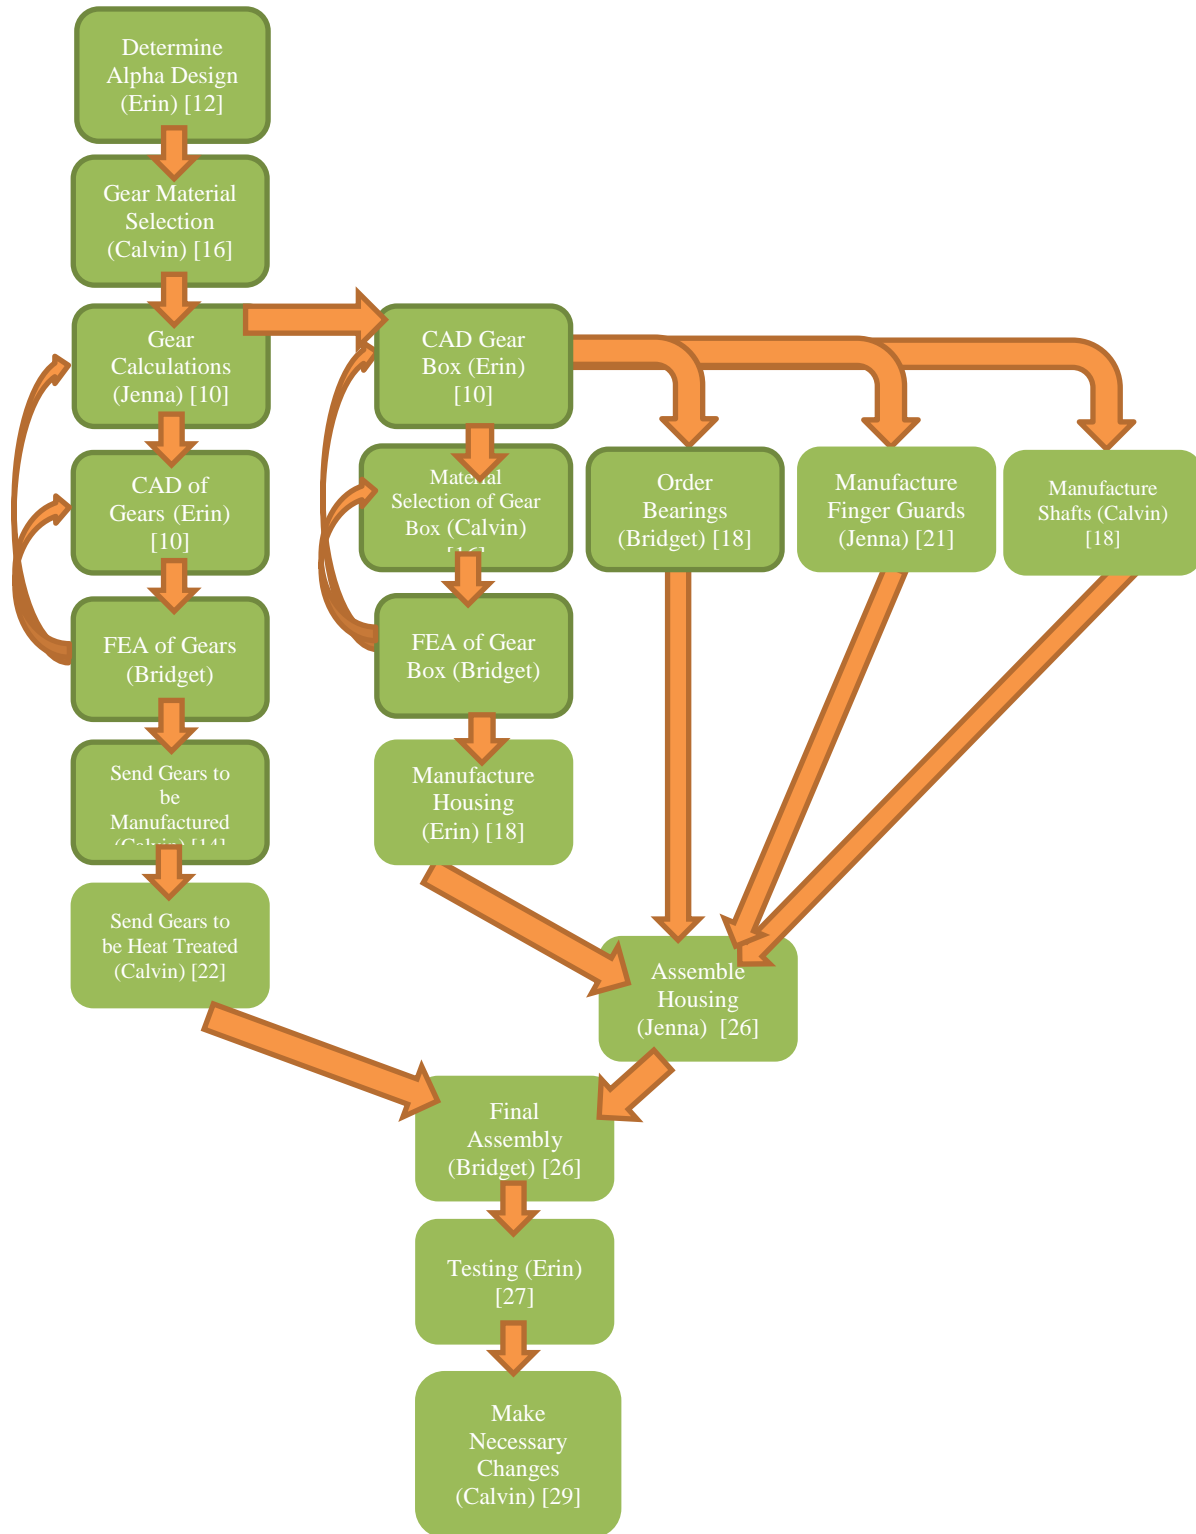 Determine
Alpha Design
(Erin) [12]
Gear Material
Selection
(Calvin) [16]
Gear
Calculations
(Jenna) [10]
CAD Gear
Box (Erin)
[10]
CAD of
Gears (Erin)
[10]
Material
Selection of Gear
Box (Calvin)
[16]
Order
Bearings
(Bridget) [18]
Manufacture
Finger Guards
(Jenna) [21]
Manufacture
Shafts (Calvin)
[18]
FEA of Gears
(Bridget)
FEA of Gear
Box (Bridget)
Send Gears to
be
Manufactured
(Calvin) [14]
Manufacture
Housing
(Erin) [18]
Send Gears to
be Heat Treated
(Calvin) [22]
Assemble
Housing
(Jenna) [26]
Final
Assembly
(Bridget) [26]
Testing (Erin)
[27]
Make
Necessary
Changes
(Calvin) [29]